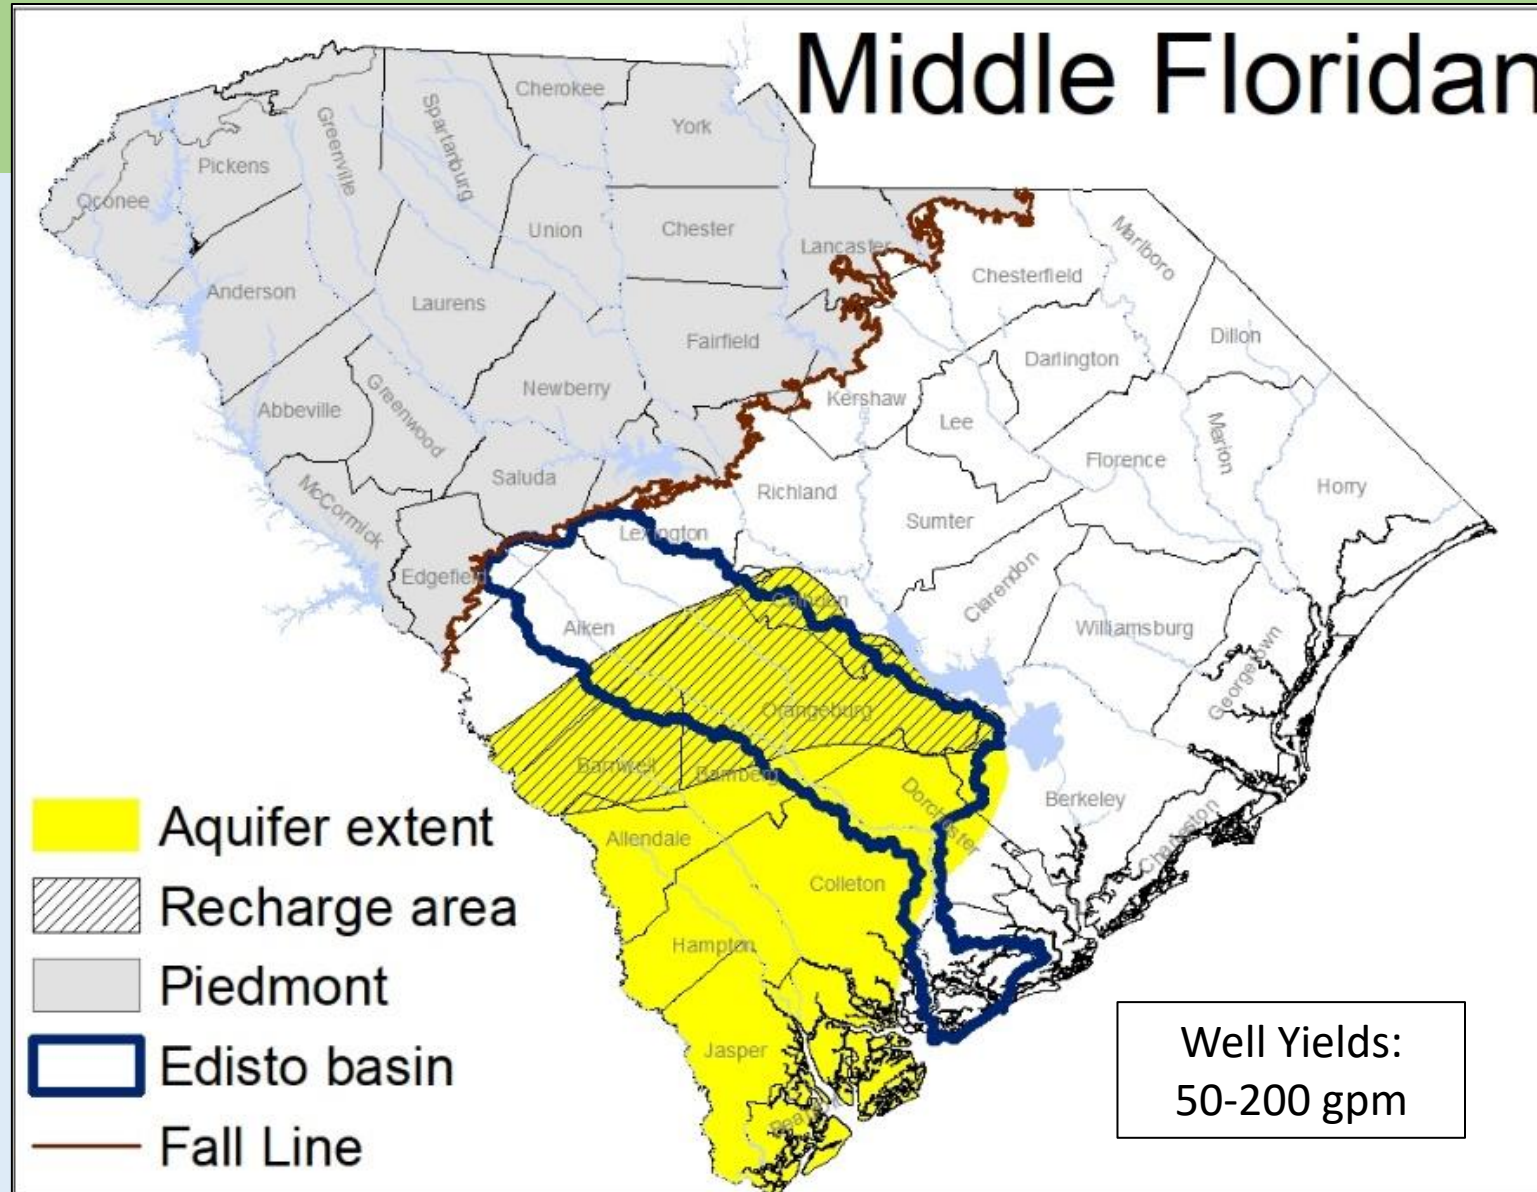 Middle Floridan
Cherokee
York
Spartanburg
Greenville
Pickens
Oconee
Union
Chester
Lancaster
Marlboro
Chesterfield
Anderson
Laurens
Fairfield
Dillon
Darlington
Newberry
Kershaw
Abbeville
Greenwood
Lee
Marion
Florence
Saluda
Richland
Horry
McCormick
Sumter
Lexington
Edgefield
Clarendon
Calhoun
Aiken
Williamsburg
Georgetown
Orangeburg
Barnwell
Bamberg
Dorchester
Berkeley
Charleston
Allendale
Colleton
Hampton
Jasper
Beaufort
Aquifer extent
Recharge area
Piedmont
Edisto basin
Fall Line
Well Yields:
50-200 gpm